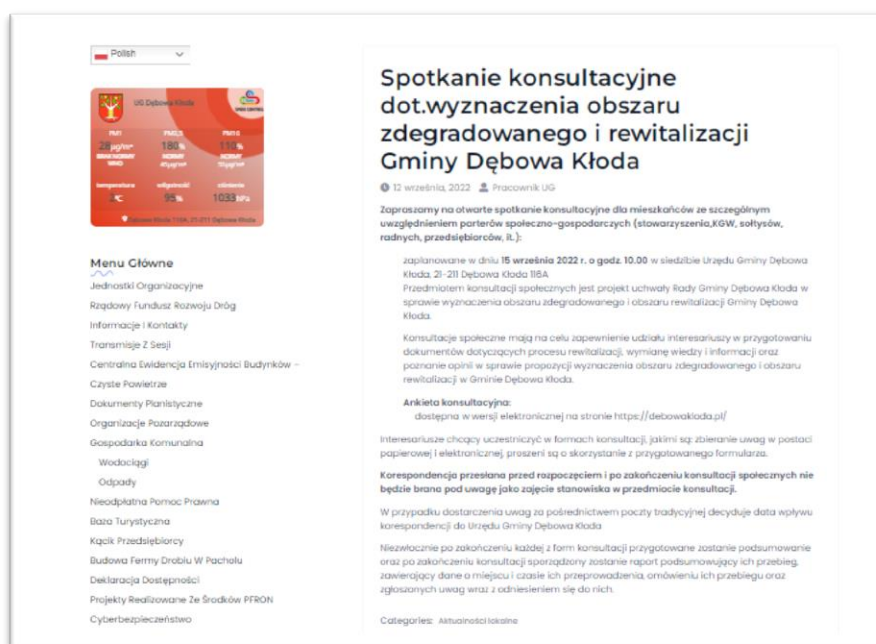 Polish
UG Dębowa Kłoda
PM1
PM2,5
PM10
28 µg/m³
180%
110%
BRAK NORMY
WHO
NORMY
NORMY
temperatura
wilgotność
ciśnienie
2°C
95%
1033 hPa
Dębowa Kłoda 116A, 21-211 Dębowa Kłoda
Menu Główne
Jednostki Organizacyjne
Rządowy Fundusz Rozwoju Dróg
Informacje I Kontakty
Transmisje Z Sesji
Centralna Ewidencja Emisyjności Budynków –
Czyste Powietrze
Dokumenty Planistyczne
Organizacje Pozarządowe
Gospodarka Komunalna
Wodociągi
Odpady
Nieodpłatna Pomoc Prawna
Baza Turystyczna
Kącik Przedsiębiorcy
Budowa Fermy Drobiu W Pacholu
Deklaracja Dostępności
Projekty Realizowane Ze Środków PFRON
Cyberbezpieczeństwo
Spotkanie konsultacyjne
dot.wyznaczenia obszaru
zdegradowanego i rewitalizacji
Gminy Dębowa Kłoda
12 września, 2022 Pracownik UG
Zapraszamy na otwarte spotkanie konsultacyjne dla mieszkańców ze szczególnym
uwzględnieniem parterów społeczno-gospodarczych (stowarzyszenia,KGW, sołtysów,
radnych, przedsiębiorców, it.):
zaplanowane w dniu 15 września 2022 r. o godz. 10.00 w siedzibie Urzędu Gminy Dębowa
Kłoda, 21-211 Dębowa Kłoda 116A
Przedmiotem konsultacji społecznych jest projekt uchwały Rady Gminy Dębowa Kłoda w
sprawie wyznaczenia obszaru zdegradowanego i obszaru rewitalizacji Gminy Dębowa
Kłoda.
Konsultacje społeczne mają na celu zapewnienie udziału interesariuszy w przygotowaniu
dokumentów dotyczących procesu rewitalizacji, wymianę wiedzy i informacji oraz
poznanie opinii w sprawie propozycji wyznaczenia obszaru zdegradowanego i obszaru
rewitalizacji w Gminie Dębowa Kłoda.
Ankieta konsultacyjna:
dostępna w wersji elektronicznej na stronie https://debowakloda.pl/
Interesariusze chcący uczestniczyć w formach konsultacji, jakimi są: zbieranie uwag w postaci
papierowej i elektronicznej, proszeni są o skorzystanie z przygotowanego formularza.
Korespondencja przesłana przed rozpoczęciem i po zakończeniu konsultacji społecznych nie
będzie brana pod uwagę jako zajęcie stanowiska w przedmiocie konsultacji.
W przypadku dostarczenia uwag za pośrednictwem poczty tradycyjnej decyduje data wpływu
korespondencji do Urzędu Gminy Dębowa Kłoda
Niezwłocznie po zakończeniu każdej z form konsultacji przygotowane zostanie podsumowanie
oraz po zakończeniu konsultacji sporządzony zostanie raport podsumowujący ich przebieg,
zawierający dane o miejscu i czasie ich przeprowadzenia, omówieniu ich przebiegu oraz
zgłoszonych uwag wraz z odniesieniem się do nich.
Categories: Aktualności lokalne